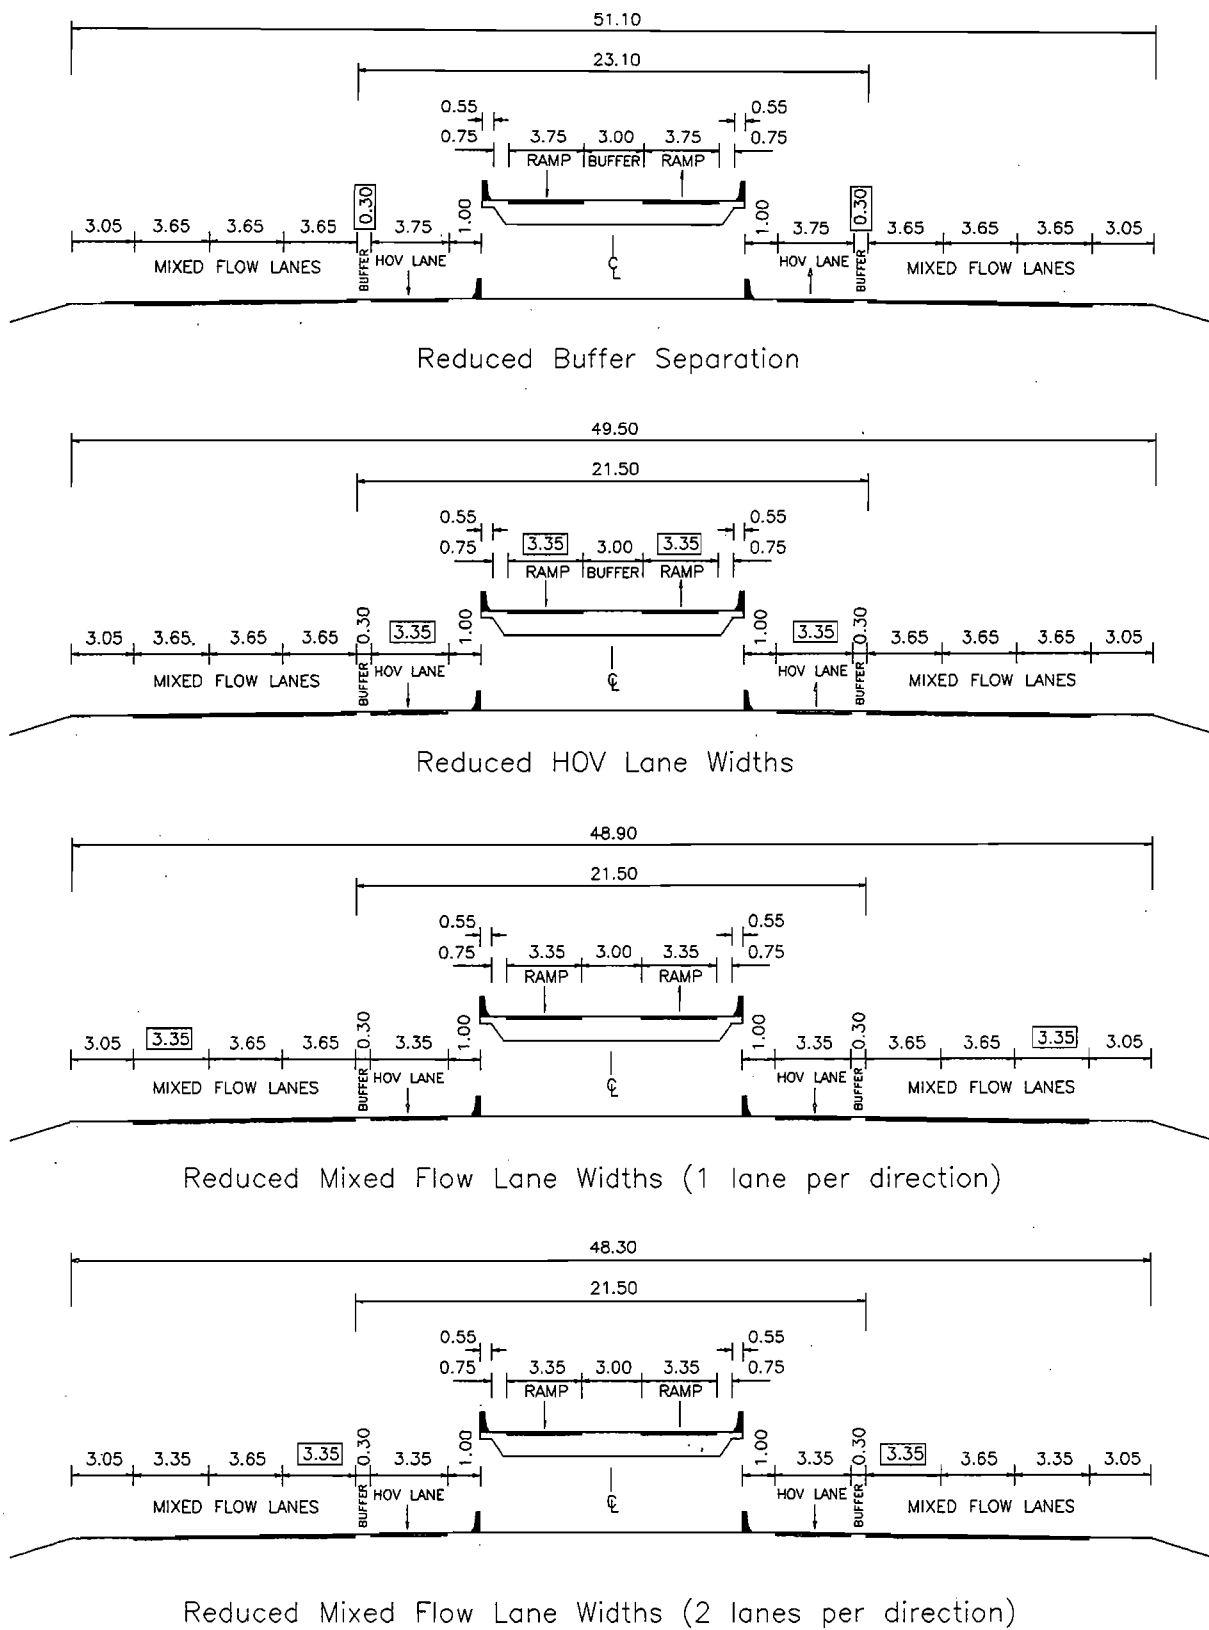 51.10
23.10
0.55 0.55
0.75 3.75 3.00 3.75 0.75
RAMP BUFFER RAMP
3.05 3.65 3.65 3.65 0.30 3.75 1.00 1.00 3.75 0.30 3.65 3.65 3.65 3.05
MIXED FLOW LANES BUFFER HOV LANE ℄ HOV LANE BUFFER MIXED FLOW LANES
Reduced Buffer Separation
49.50
21.50
0.55 0.55
0.75 3.35 3.00 3.35 0.75
RAMP BUFFER RAMP
3.05 3.65. 3.65 3.65 0.30 3.35 1.00 1.00 3.35 0.30 3.65 3.65 3.65 3.05
MIXED FLOW LANES BUFFER HOV LANE ℄ HOV LANE BUFFER MIXED FLOW LANES
Reduced HOV Lane Widths
48.90
21.50
0.55 0.55
0.75 3.35 3.00 3.35 0.75
RAMP RAMP
3.05 3.35 3.65 3.65 0.30 3.35 1.00 1.00 3.35 0.30 3.65 3.65 3.35 3.05
MIXED FLOW LANES BUFFER HOV LANE ℄ HOV LANE BUFFER MIXED FLOW LANES
Reduced Mixed Flow Lane Widths (1 lane per direction)
48.30
21.50
0.55 0.55
0.75 3.35 3.00 3.35 0.75
RAMP RAMP
3.05 3.35 3.65 3.35 0.30 3.35 1.00 1.00 3.35 0.30 3.35 3.65 3.35 3.05
MIXED FLOW LANES BUFFER HOV LANE ℄ HOV LANE BUFFER MIXED FLOW LANES
Reduced Mixed Flow Lane Widths (2 lanes per direction)